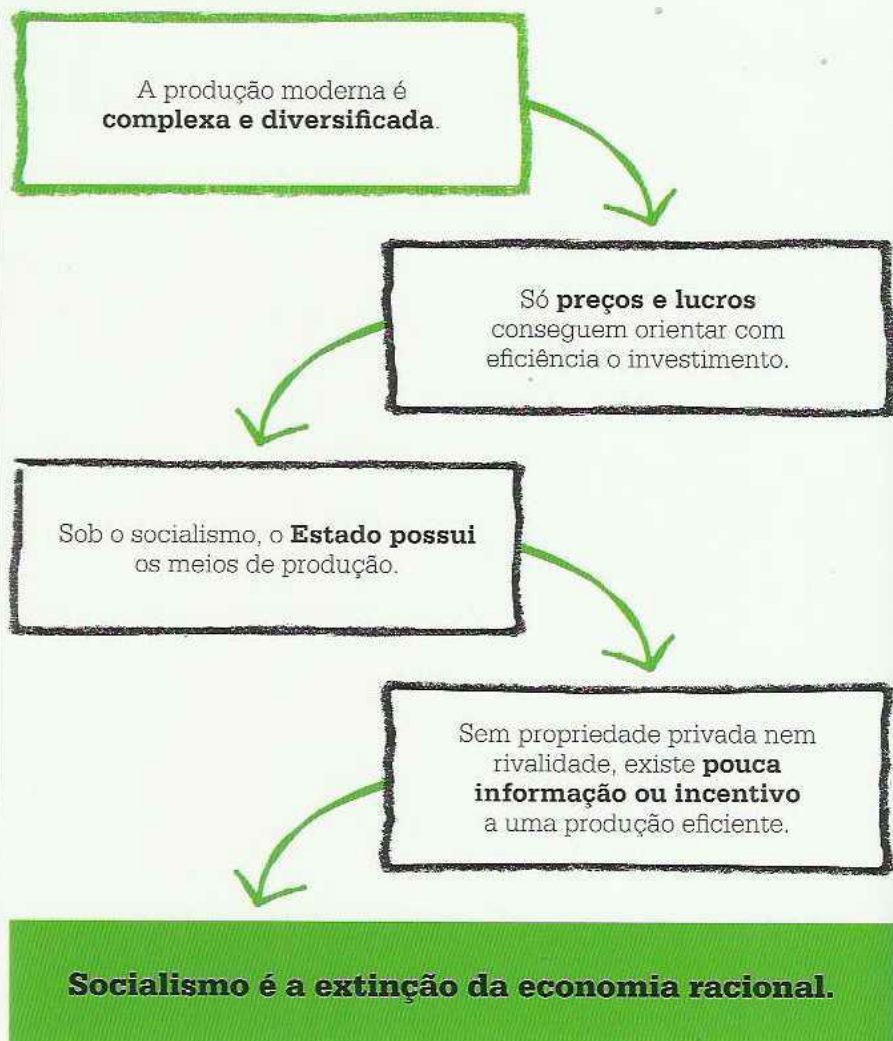 A produção moderna é
complexa e diversificada.
Só preços e lucros
conseguem orientar com
eficiência o investimento.
Sob o socialismo, o Estado possui
os meios de produção.
Sem propriedade privada nem
rivalidade, existe pouca
informação ou incentivo
a uma produção eficiente.
Socialismo é a extinção da economia racional.